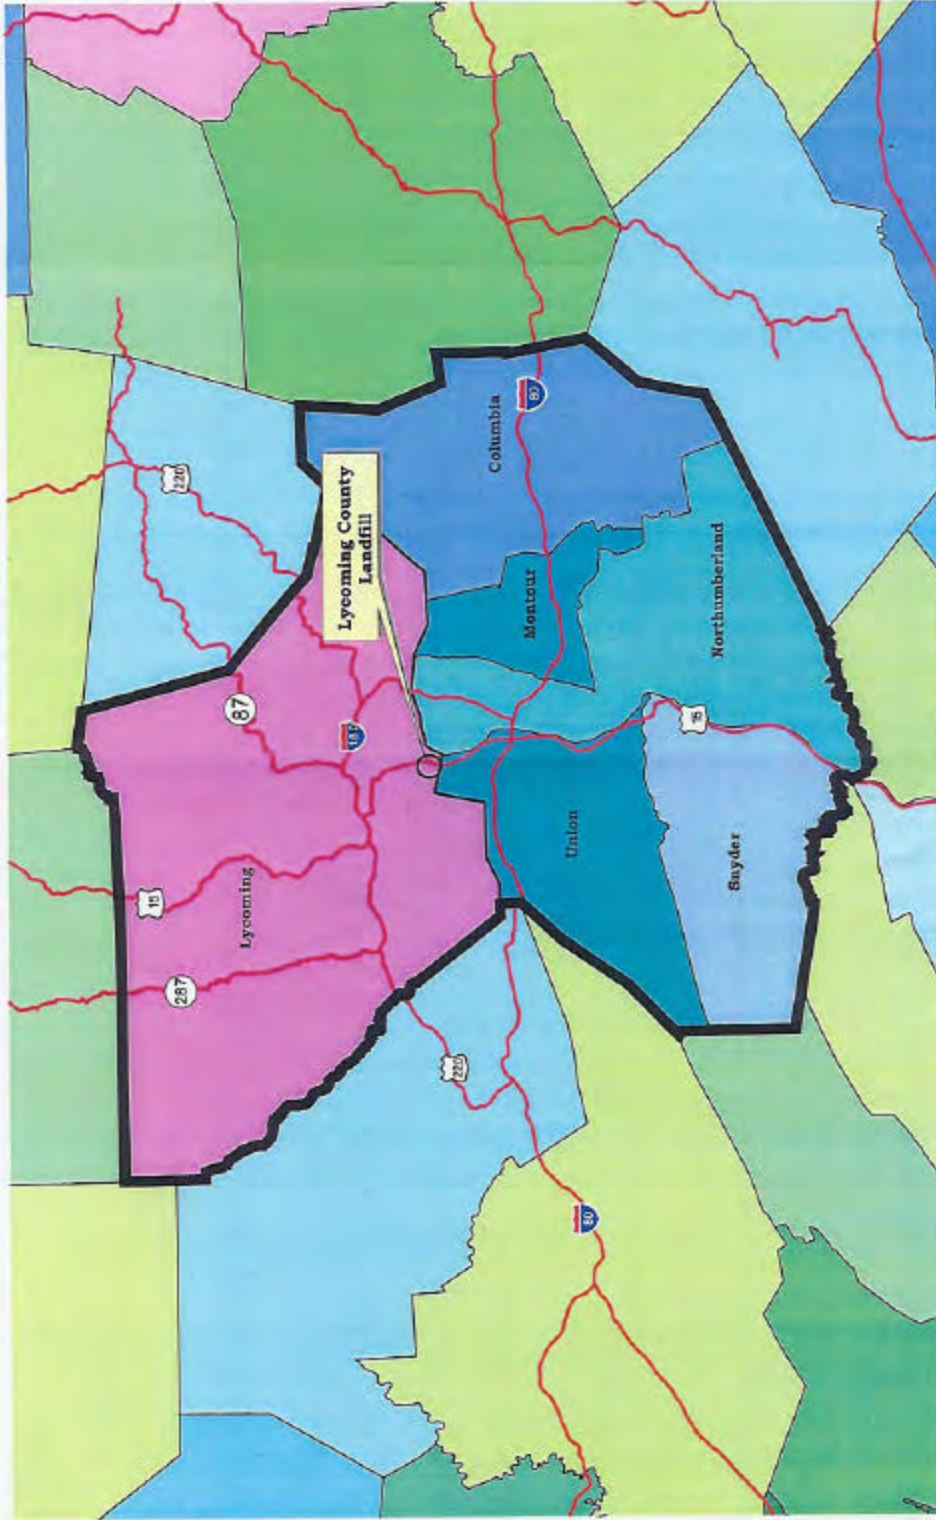 15
220
287
87
Lycoming
180
Lycoming County
Landfill
220
Columbia
80
Montour
Union
80
15
Northumberland
Snyder